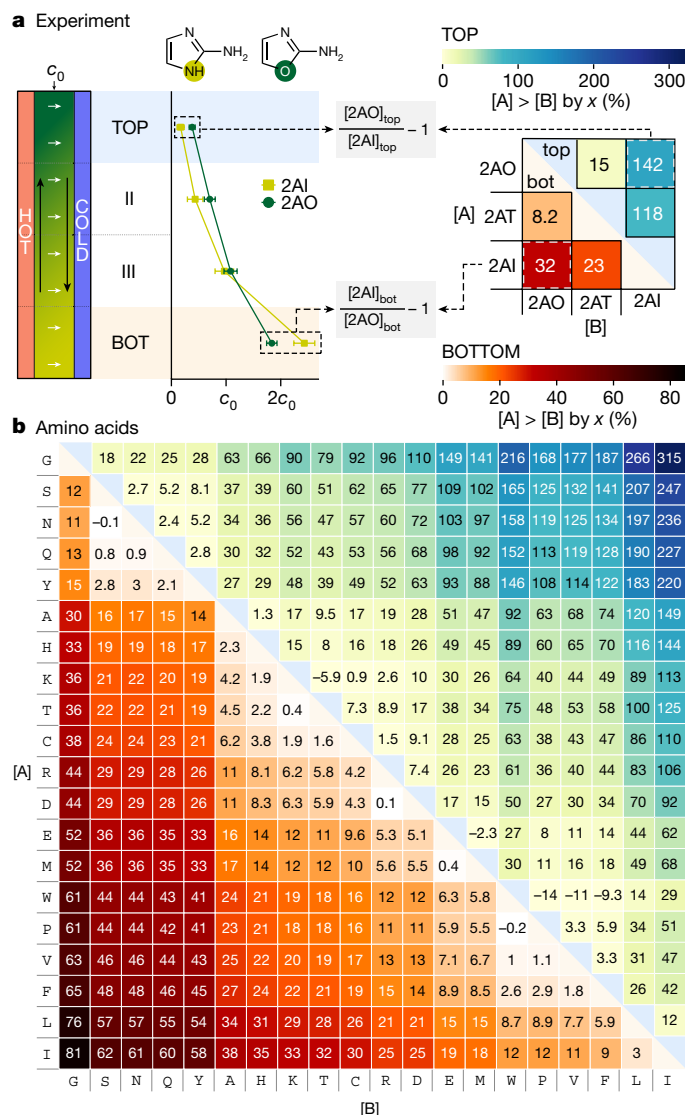 a Experiment
N
NH
NH2
N
O
NH2
TOP
0 100 200 300
[A] > [B] by x (%)
c0
HOT
COLD
TOP
II
III
BOT
2AI
2AO
0 c0 2c0
[2AO]top
[2AI]top
– 1
[2AI]bot
[2AO]bot
– 1
top
bot
[A]
2AO 15 142
2AT 8.2 118
2AI 32 23
2AO 2AT 2AI
[B]
BOTTOM
0 20 40 60 80
[A] > [B] by x (%)
b Amino acids
G 18 22 25 28 63 66 90 79 92 96 110 149 141 216 168 177 187 266 315
S 12 2.7 5.2 8.1 37 39 60 51 62 65 77 109 102 165 125 132 141 207 247
N 11 –0.1 2.4 5.2 34 36 56 47 57 60 72 103 97 158 119 125 134 197 236
Q 13 0.8 0.9 2.8 30 32 52 43 53 56 68 98 92 152 113 119 128 190 227
Y 15 2.8 3 2.1 27 29 48 39 49 52 63 93 88 146 108 114 122 183 220
A 30 16 17 15 14 1.3 17 9.5 17 19 28 51 47 92 63 68 74 120 149
H 33 19 19 18 17 2.3 15 8 16 18 26 49 45 89 60 65 70 116 144
K 36 21 22 20 19 4.2 1.9 –5.9 0.9 2.6 10 30 26 64 40 44 49 89 113
T 36 22 22 21 19 4.5 2.2 0.4 7.3 8.9 17 38 34 75 48 53 58 100 125
C 38 24 24 23 21 6.2 3.8 1.9 1.6 1.5 9.1 28 25 63 38 43 47 86 110
[A]
R 44 29 29 28 26 11 8.1 6.2 5.8 4.2 7.4 26 23 61 36 40 44 83 106
D 44 29 29 28 26 11 8.3 6.3 5.9 4.3 0.1 17 15 50 27 30 34 70 92
E 52 36 36 35 33 16 14 12 11 9.6 5.3 5.1 –2.3 27 8 11 14 44 62
M 52 36 36 35 33 17 14 12 12 10 5.6 5.5 0.4 30 11 16 18 49 68
W 61 44 44 43 41 24 21 19 18 16 12 12 6.3 5.8 –14 –11 –9.3 14 29
P 61 44 44 42 41 23 21 18 18 16 11 11 5.9 5.5 –0.2 3.3 5.9 34 51
V 63 46 46 44 43 25 22 20 19 17 13 13 7.1 6.7 1 1.1 3.3 31 47
F 65 48 48 46 45 27 24 22 21 19 15 14 8.9 8.5 2.6 2.9 1.8 26 42
L 76 57 57 55 54 34 31 29 28 26 21 21 15 15 8.7 8.9 7.7 5.9 12
I 81 62 61 60 58 38 35 33 32 30 25 25 19 18 12 12 11 9 3
G S N Q Y A H K T C R D E M W P V F L I
[B]